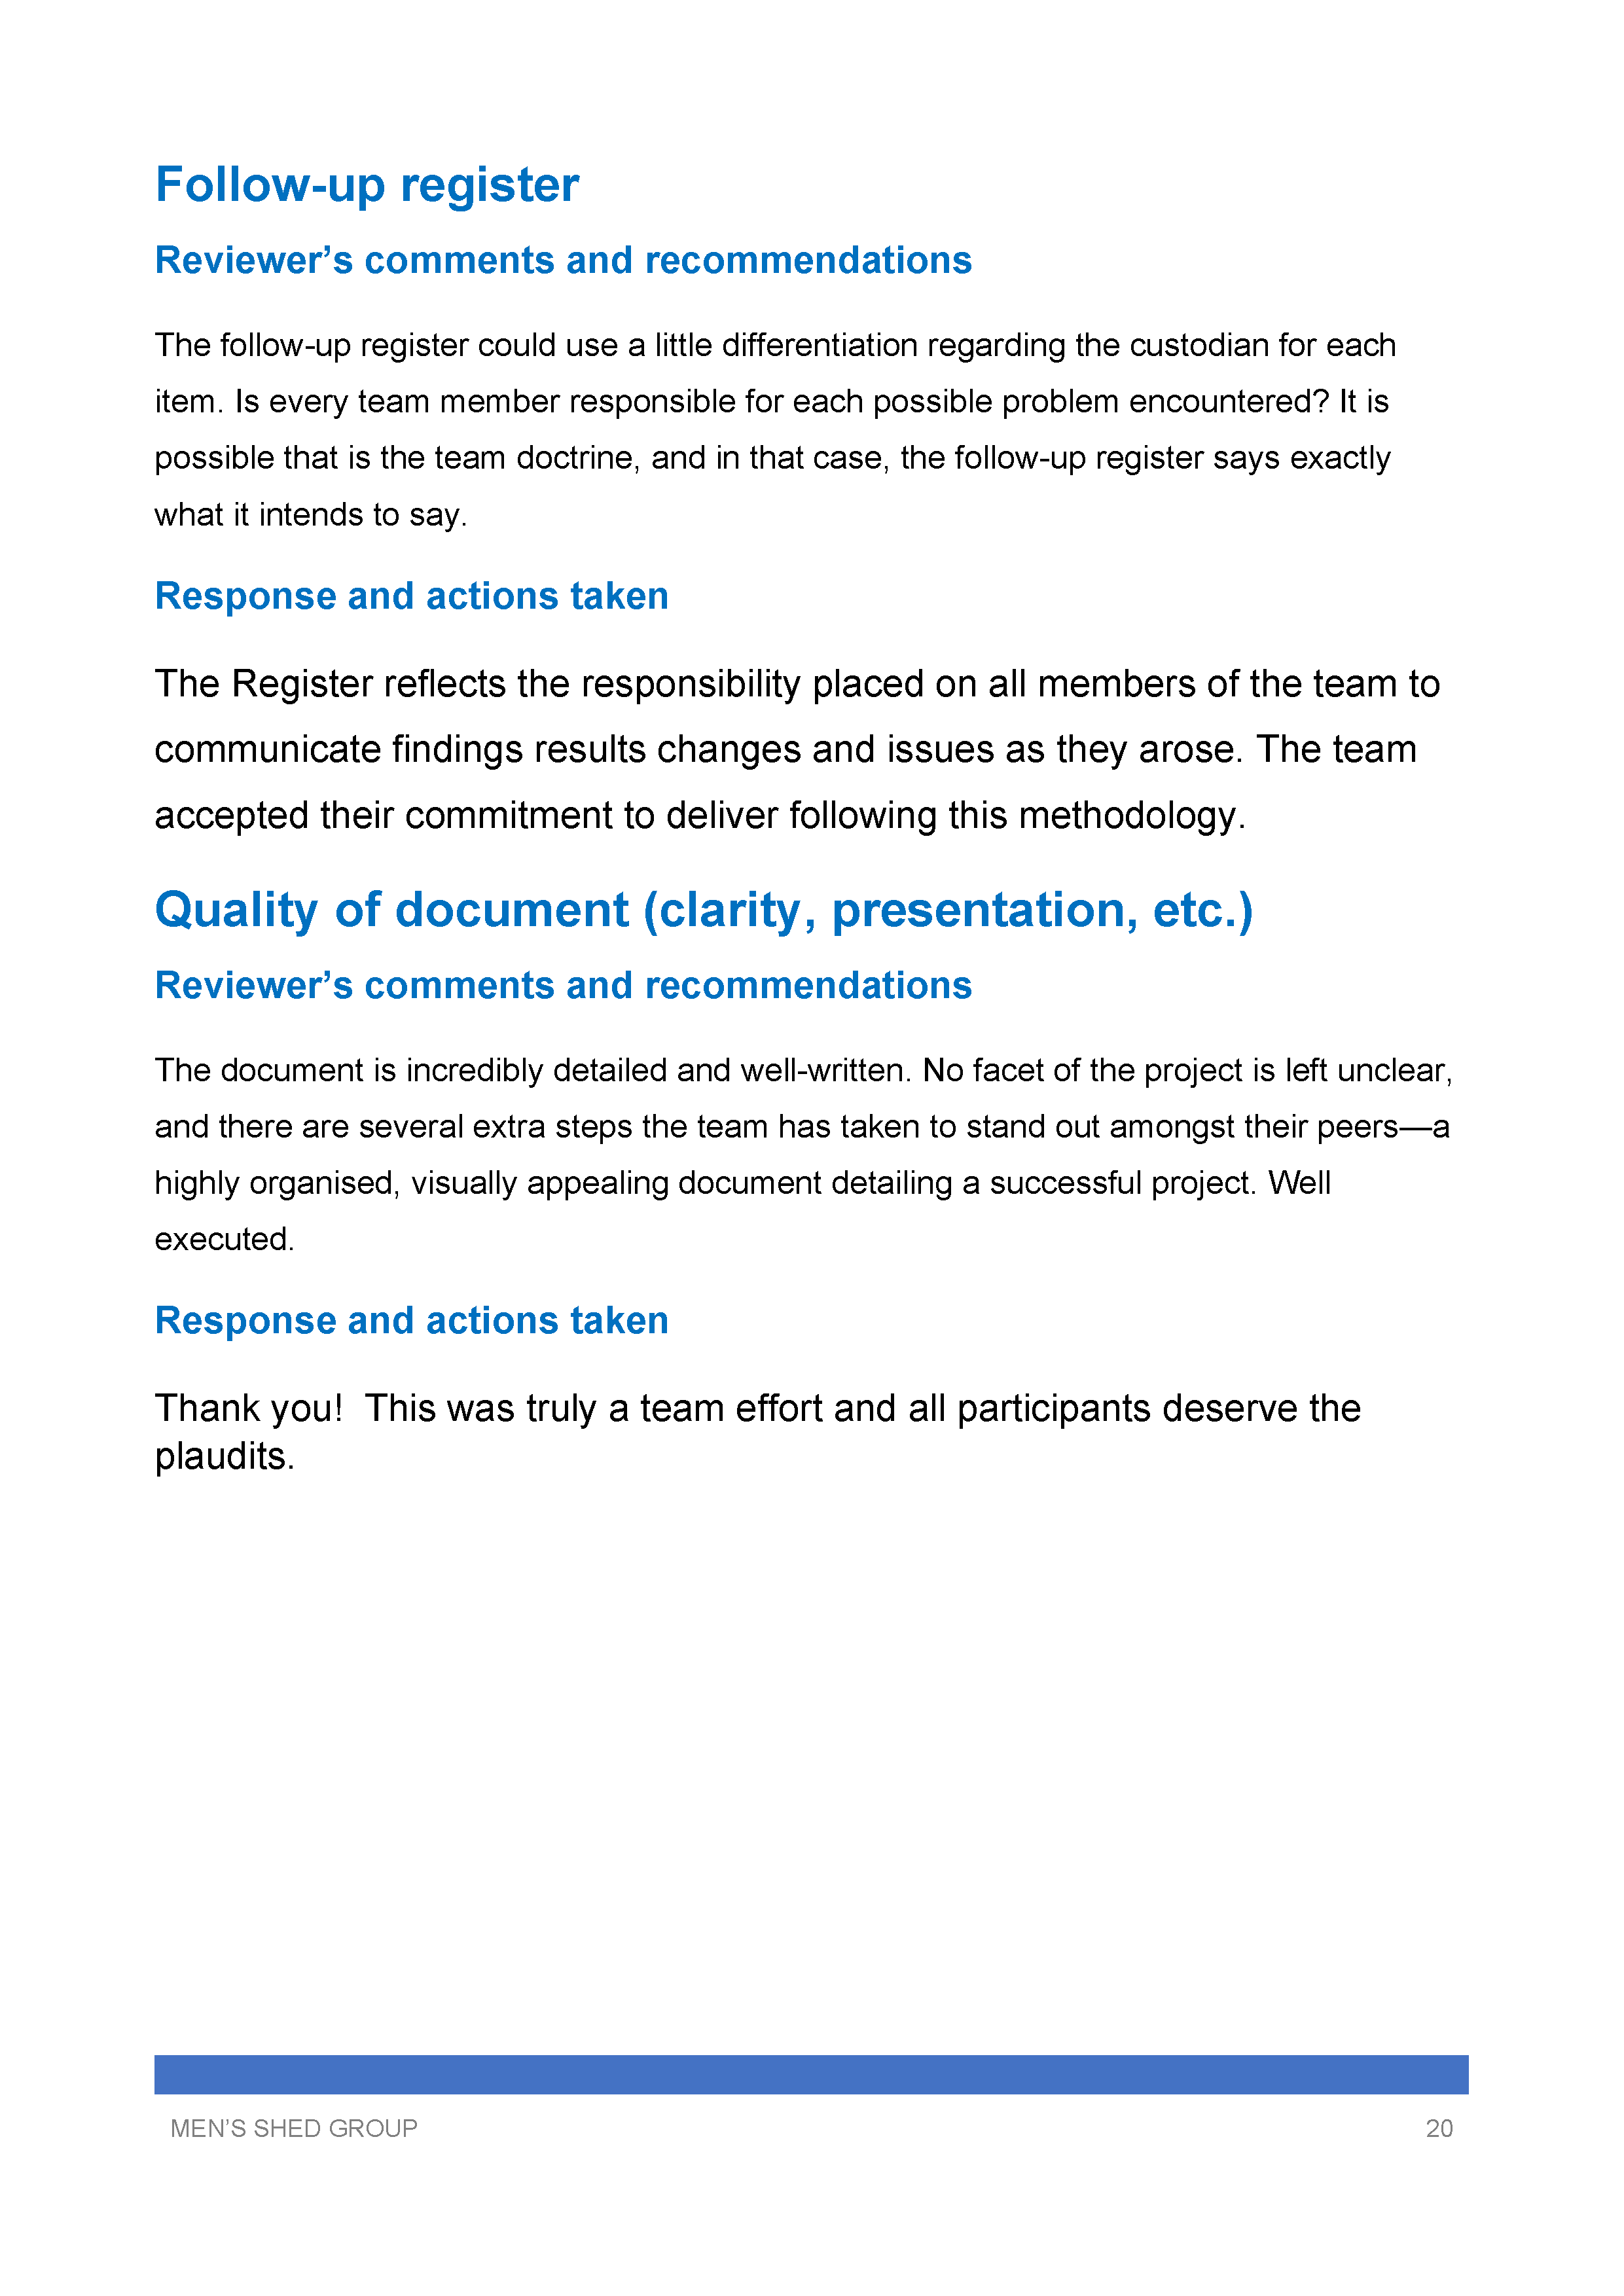 Follow-up register
Reviewer’s comments and recommendations
The follow-up register could use a little differentiation regarding the custodian for each
item. Is every team member responsible for each possible problem encountered? It is
possible that is the team doctrine, and in that case, the follow-up register says exactly
what it intends to say.
Response and actions taken
The Register reflects the responsibility placed on all members of the team to
communicate findings results changes and issues as they arose. The team
accepted their commitment to deliver following this methodology.
Quality of document (clarity, presentation, etc.)
Reviewer’s comments and recommendations
The document is incredibly detailed and well-written. No facet of the project is left unclear,
and there are several extra steps the team has taken to stand out amongst their peers—a
highly organised, visually appealing document detailing a successful project. Well
executed.
Response and actions taken
Thank you!  This was truly a team effort and all participants deserve the
plaudits.
MEN’S SHED GROUP 20